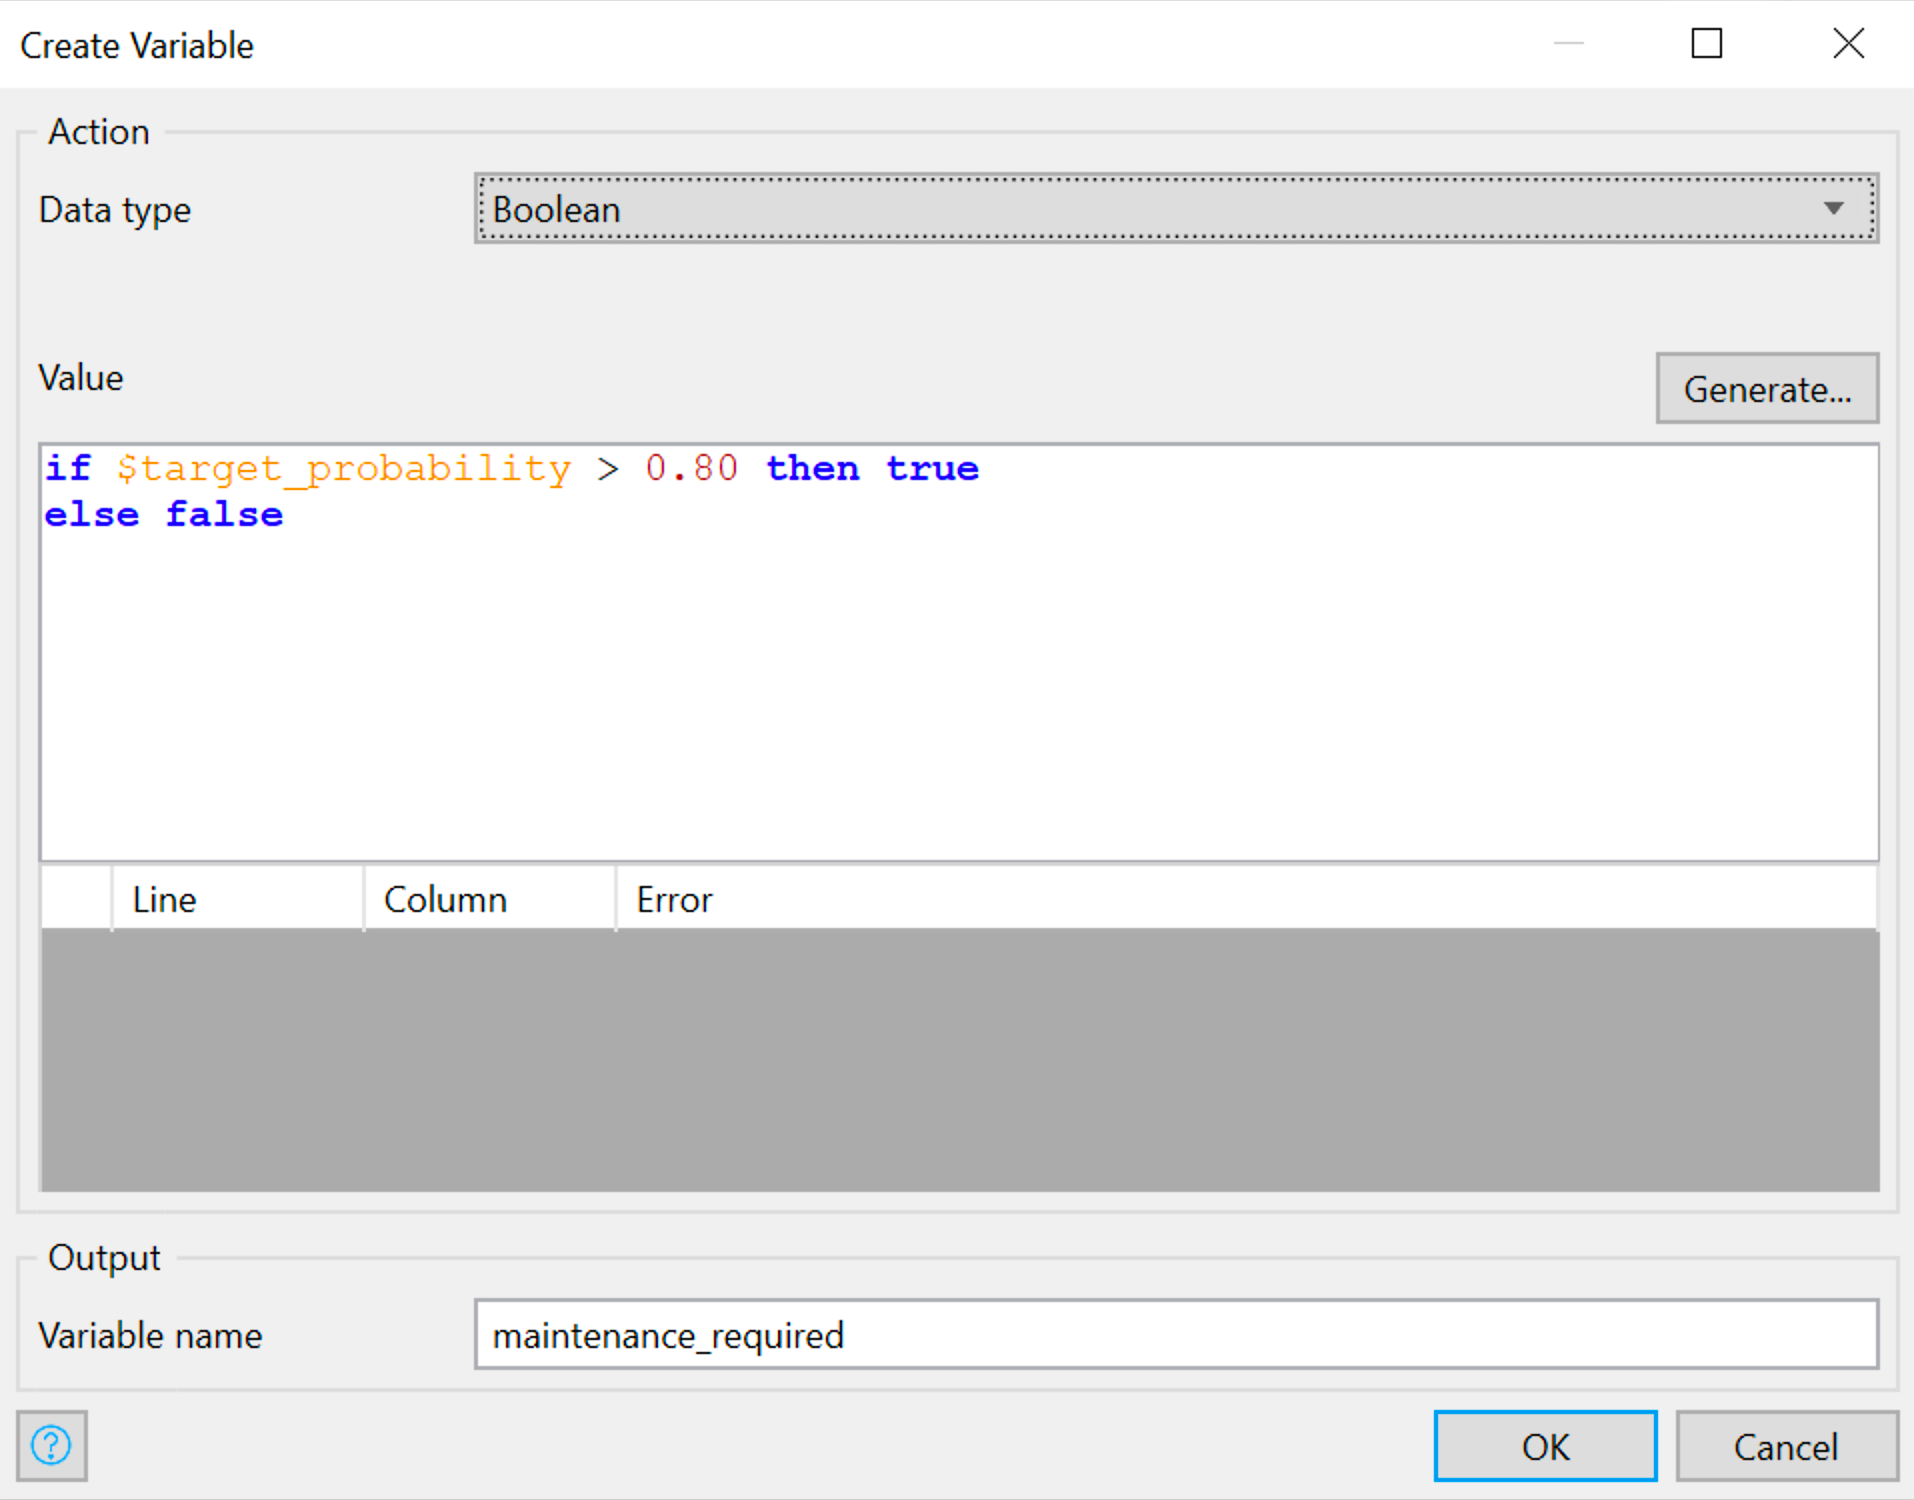 Create Variable
Action
Data type
Boolean
Value
Generate...
if $target_probability > 0.80 then true
else false
Line Column Error
Output
Variable name
maintenance_required
?
OK Cancel